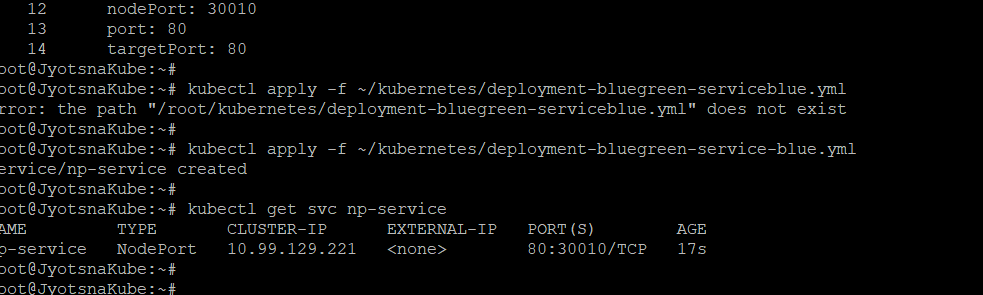 12      nodePort: 30010
13      port: 80
14      targetPort: 80
oot@JyotsnaKube:~#
oot@JyotsnaKube:~# kubectl apply -f ~/kubernetes/deployment-bluegreen-serviceblue.yml
rror: the path "/root/kubernetes/deployment-bluegreen-serviceblue.yml" does not exist
oot@JyotsnaKube:~#
oot@JyotsnaKube:~# kubectl apply -f ~/kubernetes/deployment-bluegreen-service-blue.yml
ervice/np-service created
oot@JyotsnaKube:~#
oot@JyotsnaKube:~# kubectl get svc np-service
AME         TYPE       CLUSTER-IP      EXTERNAL-IP   PORT(S)        AGE
p-service   NodePort   10.99.129.221   <none>        80:30010/TCP   17s
oot@JyotsnaKube:~#
oot@JyotsnaKube:~#